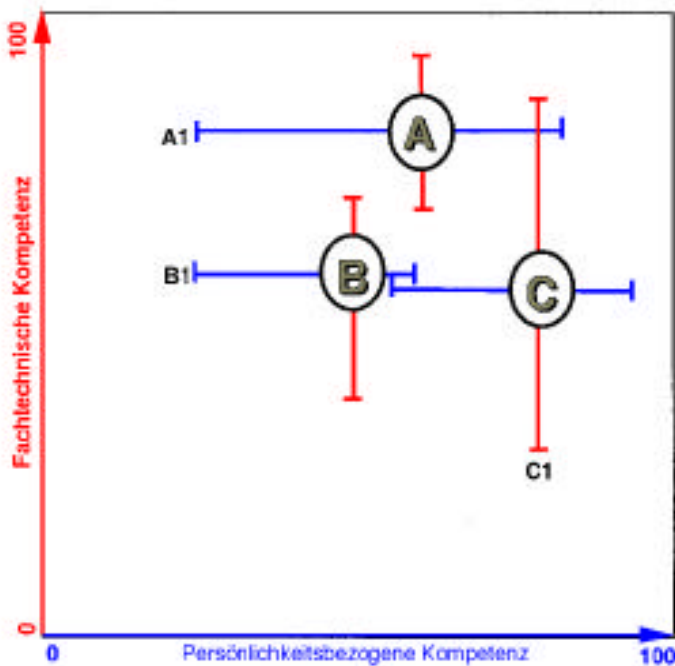 100
Fachtechnische Kompetenz
0
A1
A
B1
B
C
C1
0
Persönlichkeitsbezogene Kompetenz
100